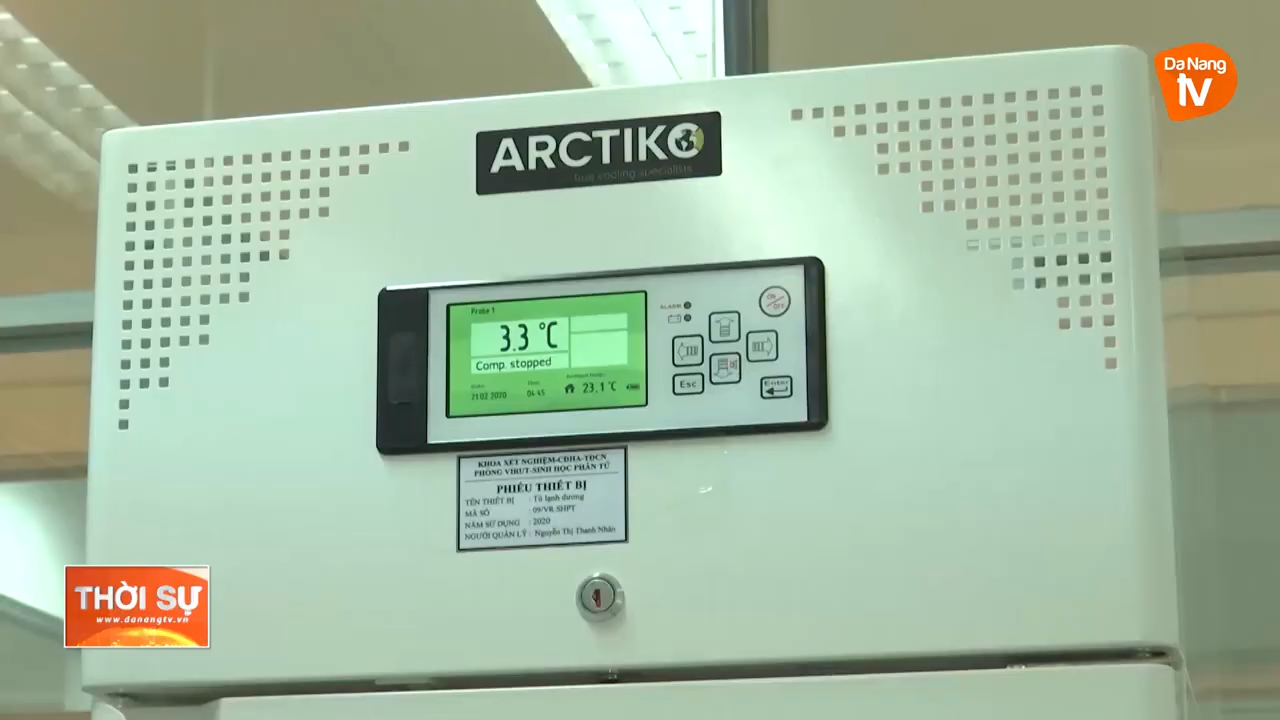 Da Nang
tv
ARCTIKO
true cooling specialists
Probe 1
3.3 °C
Comp. stopped
21.02.2020
04:45
23.1 °C
ALARM
ON
OFF
Esc
Enter
KHOA XÉT NGHIỆM-CĐHA-TDCN
PHÒNG VIRUT-SINH HỌC PHÂN TỬ
PHIẾU THIẾT BỊ
TÊN THIẾT BỊ : Tủ lạnh dương
MÃ SỐ : 09/VR.SHPT
NĂM SỬ DỤNG : 2020
NGƯỜI QUẢN LÝ : Nguyễn Thị Thanh Nhàn
THỜI SỰ
www.danangtv.vn